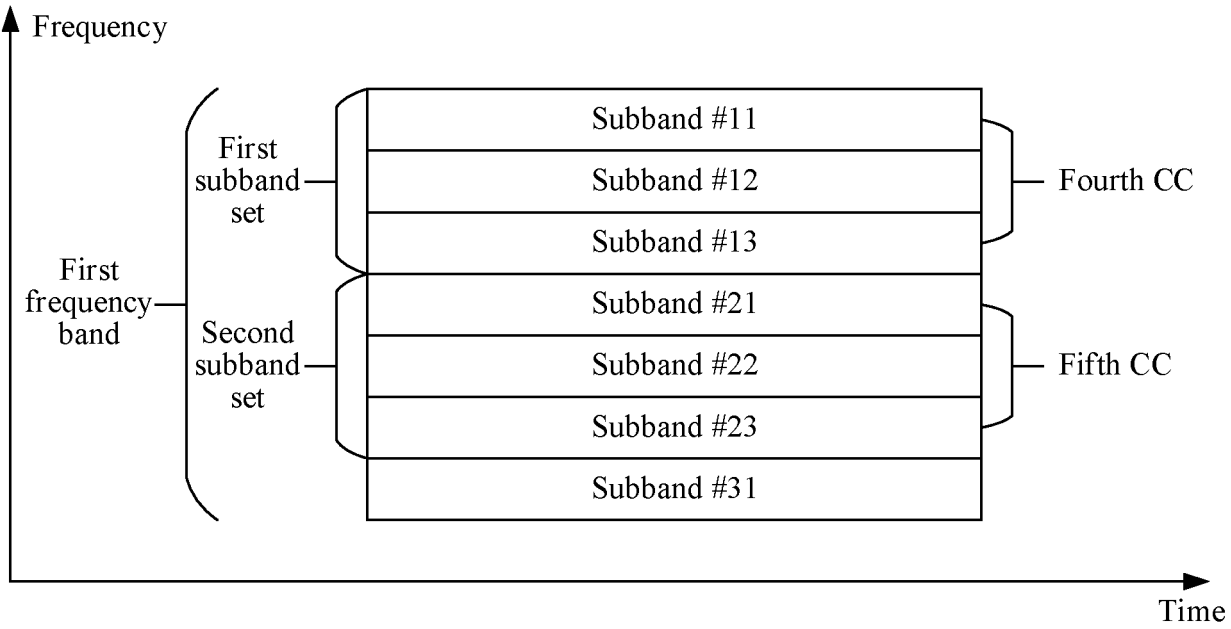 Frequency
First
subband
set
First
frequency
band
Second
subband
set
Subband #11
Subband #12
Subband #13
Subband #21
Subband #22
Subband #23
Subband #31
Fourth CC
Fifth CC
Time